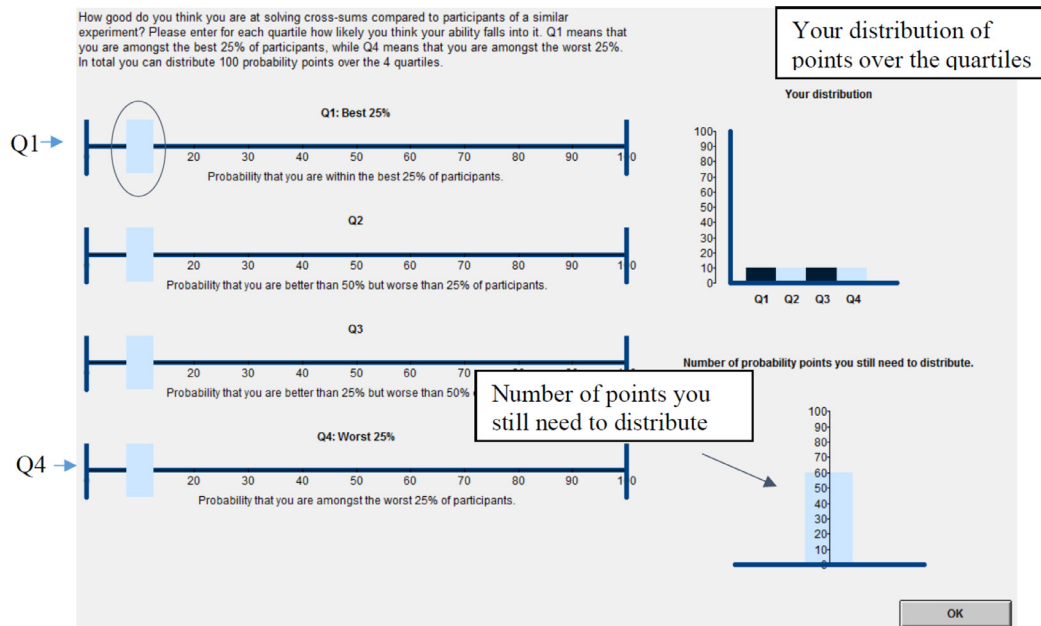 How good do you think you are at solving cross-sums compared to participants of a similar
experiment? Please enter for each quartile how likely you think your ability falls into it. Q1 means that
you are amongst the best 25% of participants, while Q4 means that you are amongst the worst 25%.
In total you can distribute 100 probability points over the 4 quartiles.
Your distribution of
points over the quartiles
Q1
Q1: Best 25%
20 30 40 50 60 70 80 90
Probability that you are within the best 25% of participants.
Q2
20 30 40 50 60 70 80 90
Probability that you are better than 50% but worse than 25% of participants.
Q3
20 30 40 50 60 70
Probability that you are better than 25% but worse than 50%
Q4
Q4: Worst 25%
20 30 40 50 60 70 80 90
Probability that you are amongst the worst 25% of participants.
Your distribution
100
90
80
70
60
50
40
30
20
10
0
Q1 Q2 Q3 Q4
Number of probability points you still need to distribute.
Number of points you
still need to distribute
100
90
80
70
60
50
40
30
20
10
0
OK